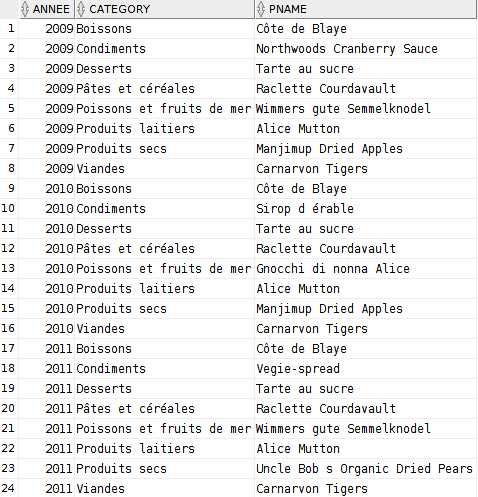 ANNEE CATEGORY PNAME
1 2009 Boissons Côte de Blaye
2 2009 Condiments Northwoods Cranberry Sauce
3 2009 Desserts Tarte au sucre
4 2009 Pâtes et céréales Raclette Courdavault
5 2009 Poissons et fruits de mer Wimmers gute Semmelknodel
6 2009 Produits laitiers Alice Mutton
7 2009 Produits secs Manjimup Dried Apples
8 2009 Viandes Carnarvon Tigers
9 2010 Boissons Côte de Blaye
10 2010 Condiments Sirop d érable
11 2010 Desserts Tarte au sucre
12 2010 Pâtes et céréales Raclette Courdavault
13 2010 Poissons et fruits de mer Gnocchi di nonna Alice
14 2010 Produits laitiers Alice Mutton
15 2010 Produits secs Manjimup Dried Apples
16 2010 Viandes Carnarvon Tigers
17 2011 Boissons Côte de Blaye
18 2011 Condiments Vegie-spread
19 2011 Desserts Tarte au sucre
20 2011 Pâtes et céréales Raclette Courdavault
21 2011 Poissons et fruits de mer Wimmers gute Semmelknodel
22 2011 Produits laitiers Alice Mutton
23 2011 Produits secs Uncle Bob s Organic Dried Pears
24 2011 Viandes Carnarvon Tigers